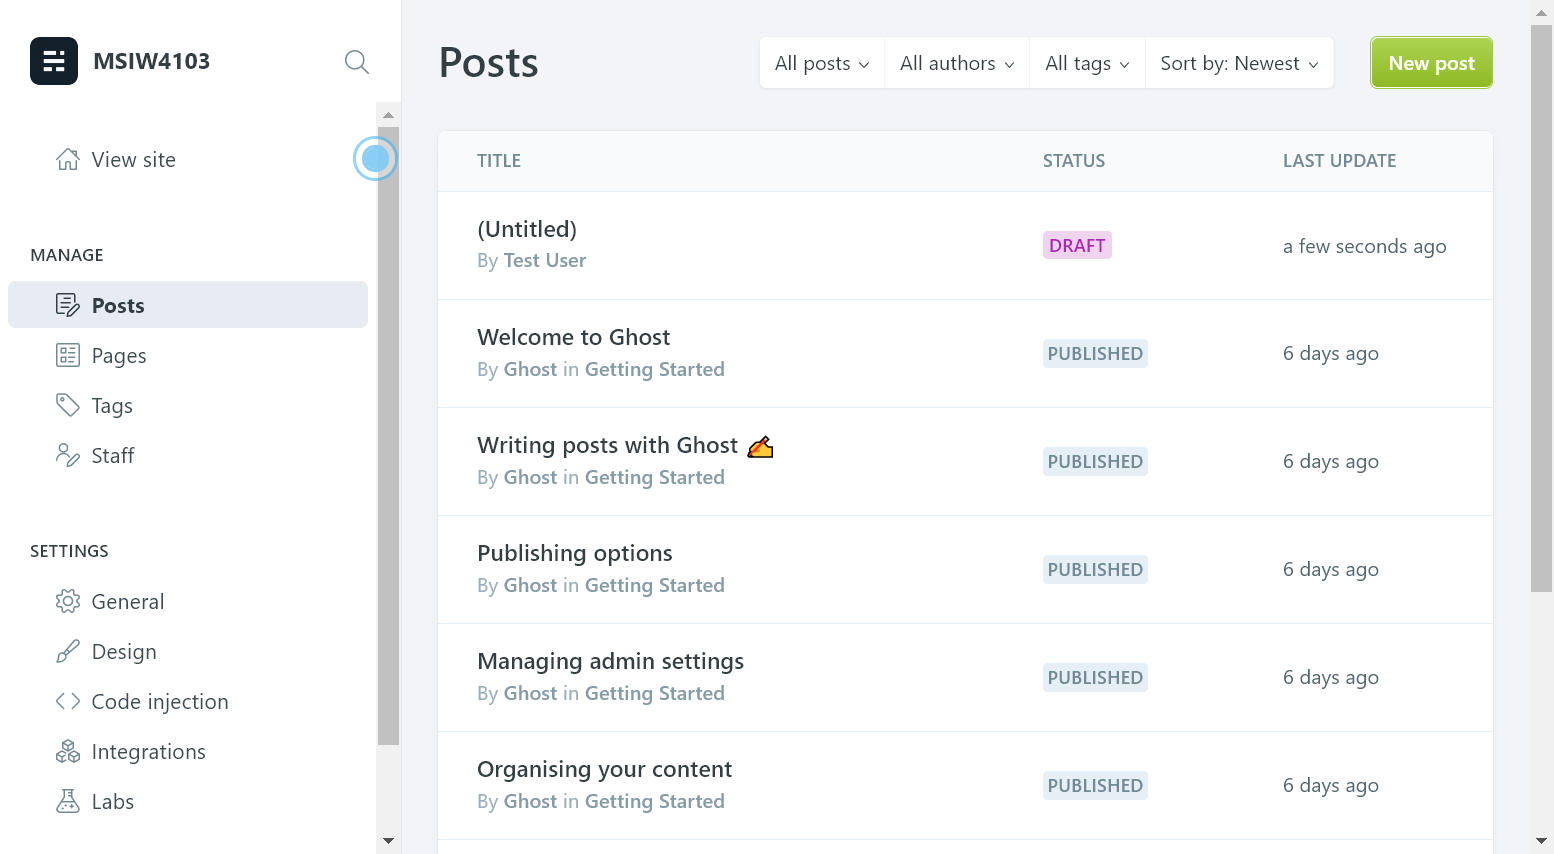 MSIW4103
View site
MANAGE
Posts
Pages
Tags
Staff
SETTINGS
General
Design
Code injection
Integrations
Labs
Posts
All posts
All authors
All tags
Sort by: Newest
New post
TITLE STATUS LAST UPDATE
(Untitled)
By Test User
DRAFT
a few seconds ago
Welcome to Ghost
By Ghost in Getting Started
PUBLISHED
6 days ago
Writing posts with Ghost ✍
By Ghost in Getting Started
PUBLISHED
6 days ago
Publishing options
By Ghost in Getting Started
PUBLISHED
6 days ago
Managing admin settings
By Ghost in Getting Started
PUBLISHED
6 days ago
Organising your content
By Ghost in Getting Started
PUBLISHED
6 days ago